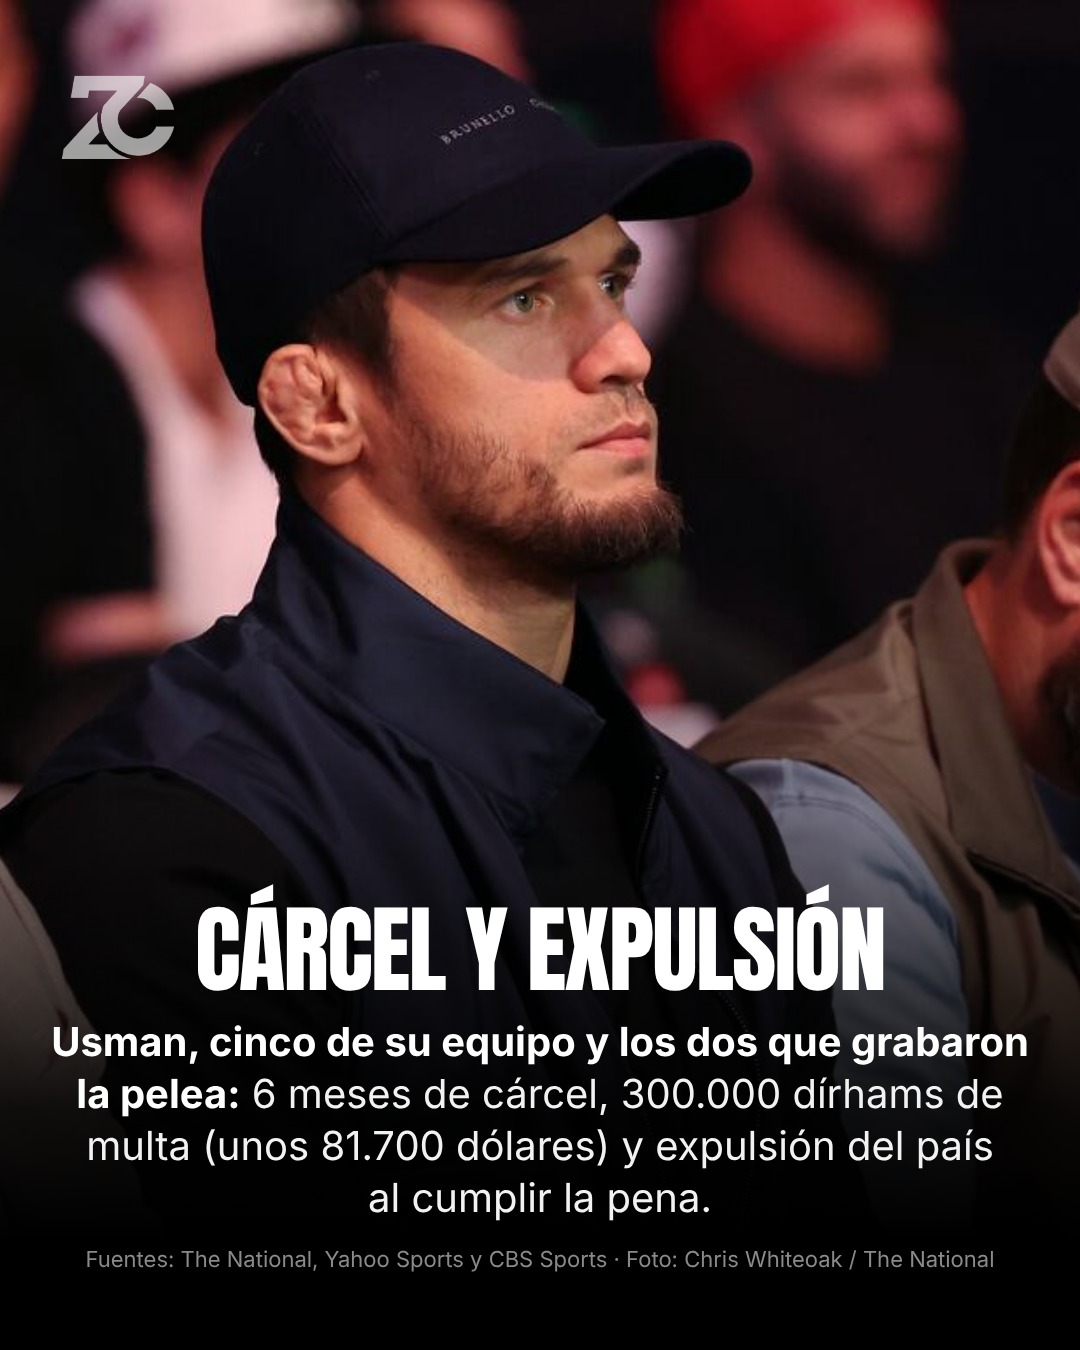 ZC
BRUNELLO
CÁRCEL Y EXPULSIÓN
Usman, cinco de su equipo y los dos que grabaron
la pelea: 6 meses de cárcel, 300.000 dírhams de
multa (unos 81.700 dólares) y expulsión del país
al cumplir la pena.
Fuentes: The National, Yahoo Sports y CBS Sports · Foto: Chris Whiteoak / The National